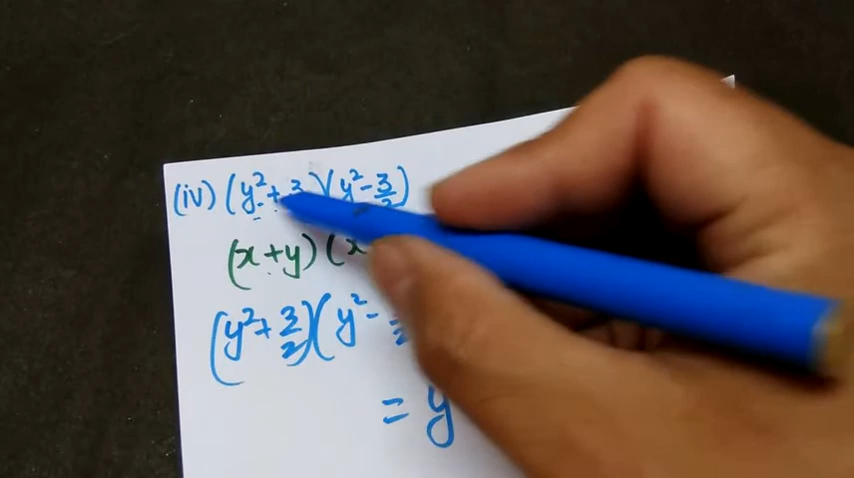 (iv) (y² + 3 )(y² - 3/2)
(x + y) (x
(y² + 3/2)(y² -
= y